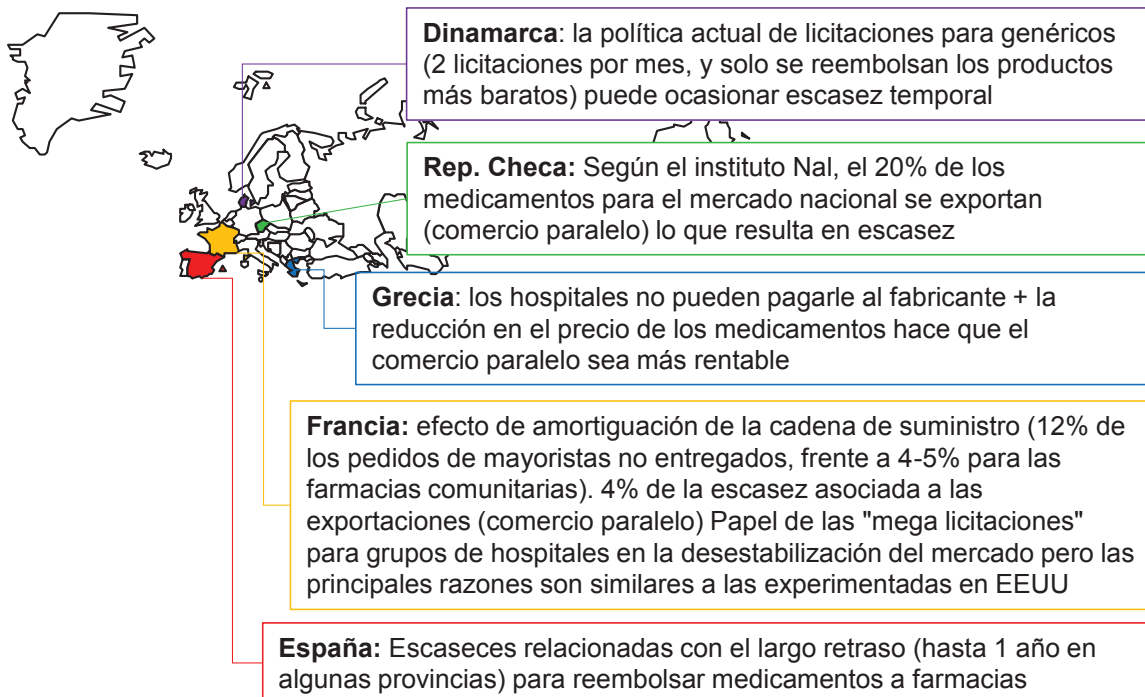 Dinamarca: la política actual de licitaciones para genéricos
(2 licitaciones por mes, y solo se reembolsan los productos
más baratos) puede ocasionar escasez temporal
Rep. Checa: Según el instituto Nal, el 20% de los
medicamentos para el mercado nacional se exportan
(comercio paralelo) lo que resulta en escasez
Grecia: los hospitales no pueden pagarle al fabricante + la
reducción en el precio de los medicamentos hace que el
comercio paralelo sea más rentable
Francia: efecto de amortiguación de la cadena de suministro (12% de
los pedidos de mayoristas no entregados, frente a 4-5% para las
farmacias comunitarias). 4% de la escasez asociada a las
exportaciones (comercio paralelo) Papel de las "mega licitaciones"
para grupos de hospitales en la desestabilización del mercado pero las
principales razones son similares a las experimentadas en EEUU
España: Escaseces relacionadas con el largo retraso (hasta 1 año en
algunas provincias) para reembolsar medicamentos a farmacias